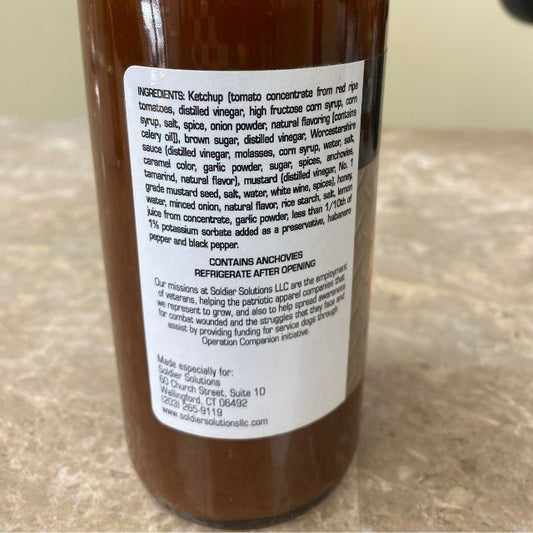 INGREDIENTS: Ketchup (tomato concentrate from red ripe
tomatoes, distilled vinegar, high fructose corn syrup, corn
syrup, salt, spice, onion powder, natural flavoring [contains
celery oil]), brown sugar, distilled vinegar, Worcestershire
sauce (distilled vinegar, molasses, corn syrup, water, salt,
caramel color, garlic powder, sugar, spices, anchovies,
tamarind, natural flavor), mustard (distilled vinegar, No. 1
grade mustard seed, salt, water, white wine, spices), honey,
water, minced onion, natural flavor, rice starch, salt, lemon
juice from concentrate, garlic powder, less than 1/10th of
1% potassium sorbate added as a preservative, habanero
pepper and black pepper.
CONTAINS ANCHOVIES
REFRIGERATE AFTER OPENING
Our missions at Soldier Solutions LLC are the employment
of veterans, helping the patriotic apparel companies that
we represent to grow, and also to help spread awareness
for combat wounded and the struggles that they face and
assist by providing funding for service dogs through
Operation Companion initiative.
Made especially for:
Soldier Solutions
60 Church Street, Suite 1D
Wallingford, CT 06492
(203) 265-9119
www.soldiersolutionsllc.com